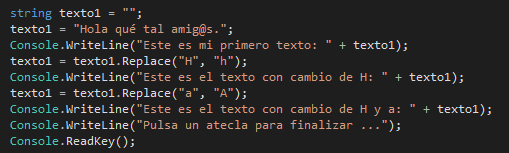 string texto1 = "";
texto1 = "Hola qué tal amig@s.";
Console.WriteLine("Este es mi primero texto: " + texto1);
texto1 = texto1.Replace("H", "h");
Console.WriteLine("Este es el texto con cambio de H: " + texto1);
texto1 = texto1.Replace("a", "A");
Console.WriteLine("Este es el texto con cambio de H y a: " + texto1);
Console.WriteLine("Pulsa un atecla para finalizar ...");
Console.ReadKey();